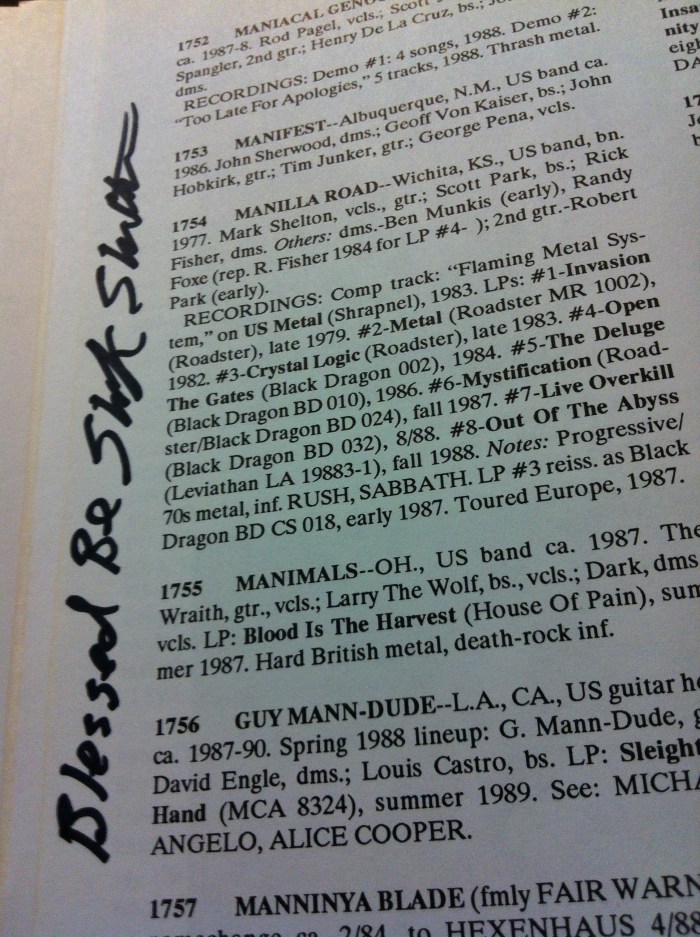 1752 MANIACAL
ca. 1987-8. Rod Pagel, vcls.; Scott
Spangler, 2nd gtr.; Henry De La Cruz, bs.;
dms.
RECORDINGS: Demo #1: 4 songs, 1988. Demo #2:
"Too Late For Apologies," 5 tracks, 1988. Thrash metal.
1753 MANIFEST--Albuquerque, N.M., US band ca.
1986. John Sherwood, dms.; Geoff Von Kaiser, bs.; John
Hobkirk, gtr.; Tim Junker, gtr.; George Pena, vcls.
1754 MANILLA ROAD--Wichita, KS., US band, bn.
1977. Mark Shelton, vcls., gtr.; Scott Park, bs.; Rick
Fisher, dms. Others: dms.-Ben Munkis (early), Randy
Foxe (rep. R. Fisher 1984 for LP #4- ); 2nd gtr.-Robert
Park (early).
RECORDINGS: Comp track: "Flaming Metal Sys-
tem," on US Metal (Shrapnel), 1983. LPs: #1-Invasion
(Roadster), late 1979. #2-Metal (Roadster MR 1002),
1982. #3-Crystal Logic (Roadster), late 1983. #4-Open
The Gates (Black Dragon 002), 1984. #5-The Deluge
(Black Dragon BD 010), 1986. #6-Mystification (Road-
ster/Black Dragon BD 024), fall 1987. #7-Live Overkill
(Black Dragon BD 032), 8/88. #8-Out Of The Abyss
(Leviathan LA 19883-1), fall 1988. Notes: Progressive/
70s metal, inf. RUSH, SABBATH. LP #3 reiss. as Black
Dragon BD CS 018, early 1987. Toured Europe, 1987.
1755 MANIMALS--OH., US band ca. 1987. The
Wraith, gtr., vcls.; Larry The Wolf, bs., vcls.; Dark, dms
vcls. LP: Blood Is The Harvest (House Of Pain), sum
mer 1987. Hard British metal, death-rock inf.
1756 GUY MANN-DUDE--L.A., CA., US guitar
ca. 1987-90. Spring 1988 lineup: G. Mann-Dude,
David Engle, dms.; Louis Castro, bs. LP: Sleight
Hand (MCA 8324), summer 1989. See: MICHA
ANGELO, ALICE COOPER.
1757 MANNINYA BLADE (fmly FAIR WARN
ca. 2/84, to HEXENHAUS 4/88
Blessed Be
Insa
nity
eigh
DA
17